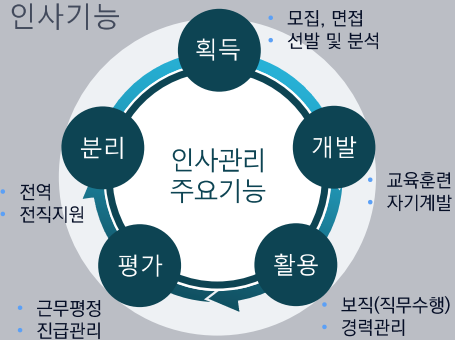 인사기능
획득
모집, 면접
선발 및 분석
개발
교육훈련
자기계발
활용
보직(직무수행)
경력관리
평가
근무평정
진급관리
분리
전역
전직지원
인사관리
주요기능